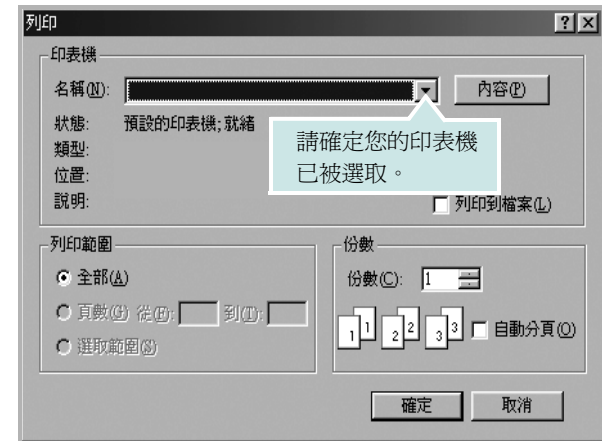 列印
印表機
名稱(N):
內容(P)
狀態: 預設的印表機; 就緒
類型:
位置:
說明:
請確定您的印表機
已被選取。
列印到檔案(L)
列印範圍
全部(A)
頁數(G) 從(F): 到(T):
選取範圍(S)
份數
份數(C): 1
1 1 2 2 3 3
自動分頁(O)
確定
取消